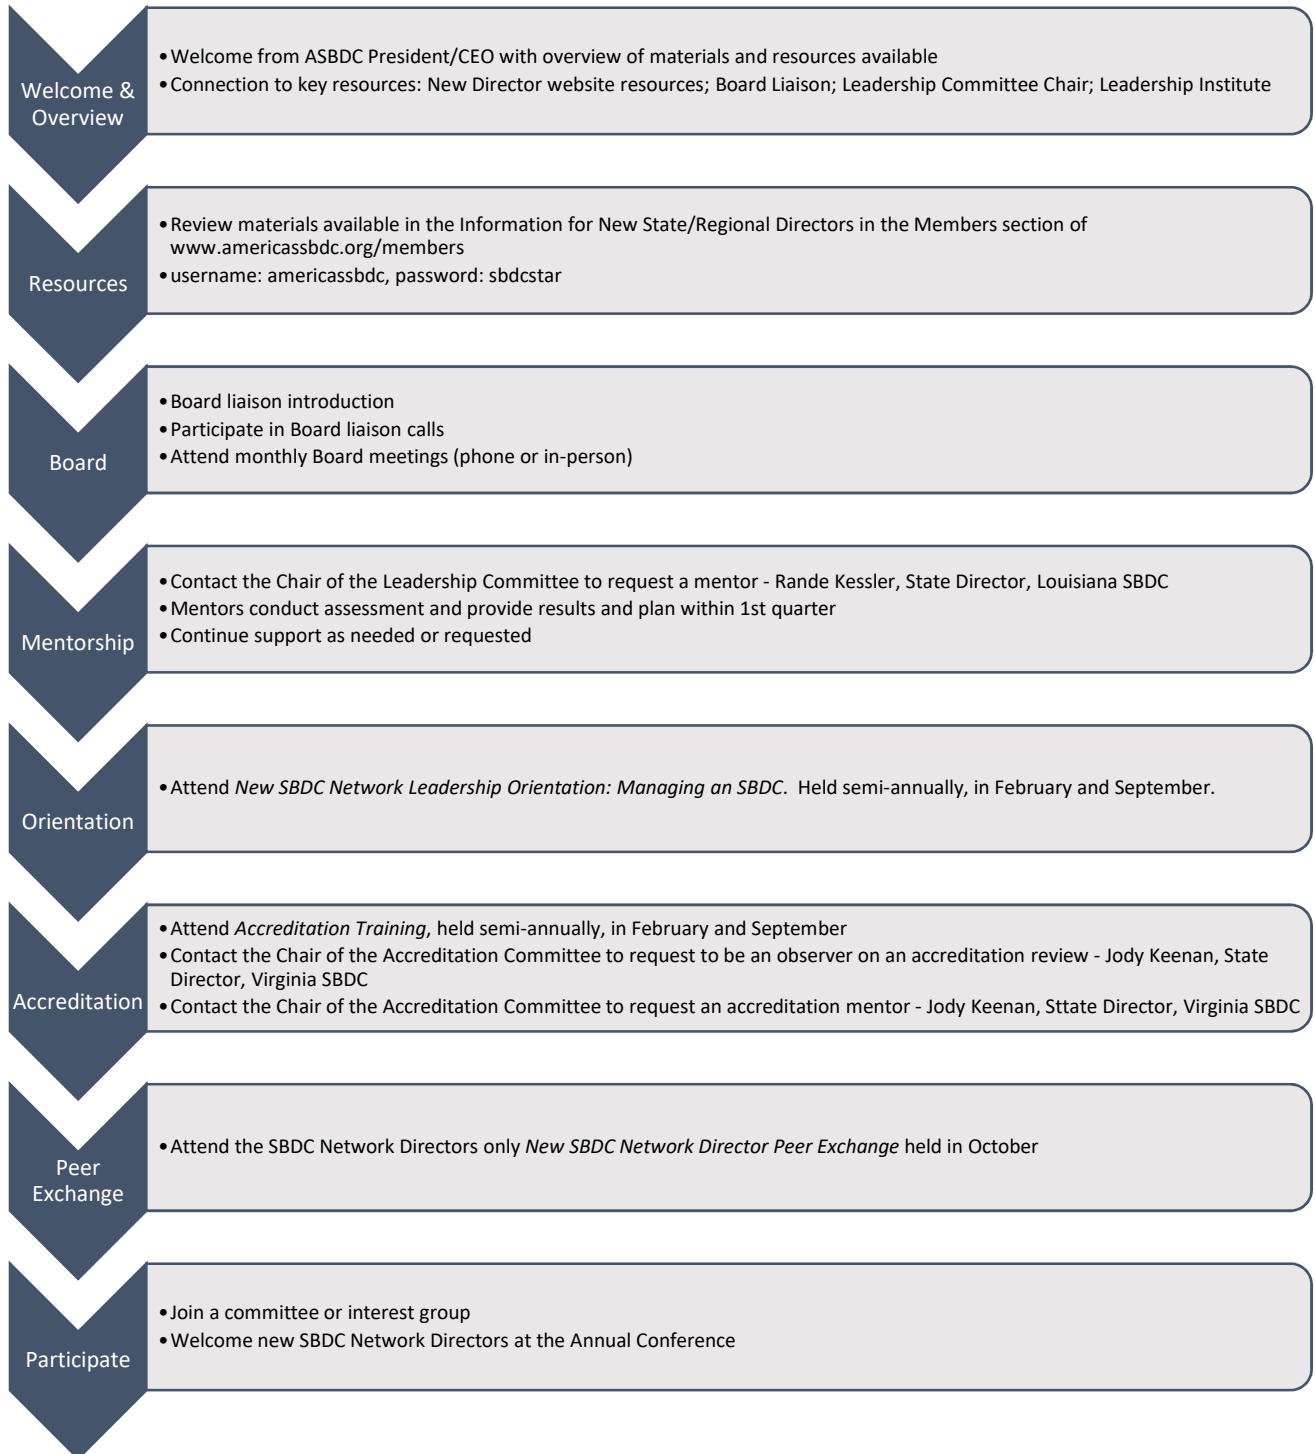 Welcome &
Overview
•Welcome from ASBDC President/CEO with overview of materials and resources available
•Connection to key resources: New Director website resources; Board Liaison; Leadership Committee Chair; Leadership Institute
Resources
•Review materials available in the Information for New State/Regional Directors in the Members section of
www.americassbdc.org/members
•username: americassbdc, password: sbdcstar
Board
•Board liaison introduction
•Participate in Board liaison calls
•Attend monthly Board meetings (phone or in-person)
Mentorship
•Contact the Chair of the Leadership Committee to request a mentor - Rande Kessler, State Director, Louisiana SBDC
•Mentors conduct assessment and provide results and plan within 1st quarter
•Continue support as needed or requested
Orientation
•Attend New SBDC Network Leadership Orientation: Managing an SBDC.  Held semi-annually, in February and September.
Accreditation
•Attend Accreditation Training, held semi-annually, in February and September
•Contact the Chair of the Accreditation Committee to request to be an observer on an accreditation review - Jody Keenan, State
Director, Virginia SBDC
•Contact the Chair of the Accreditation Committee to request an accreditation mentor - Jody Keenan, Sttate Director, Virginia SBDC
Peer
Exchange
•Attend the SBDC Network Directors only New SBDC Network Director Peer Exchange held in October
Participate
•Join a committee or interest group
•Welcome new SBDC Network Directors at the Annual Conference